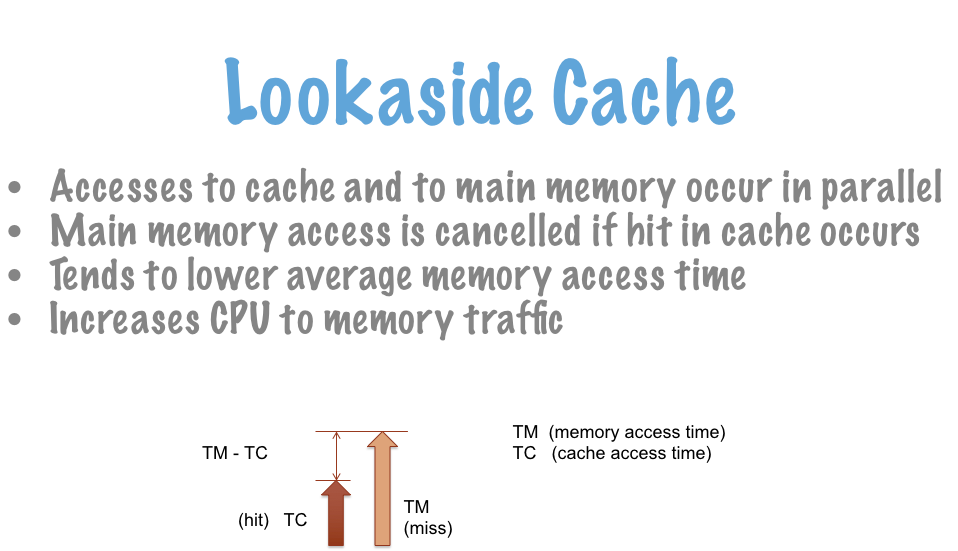 Lookaside Cache
• Accesses to cache and to main memory occur in parallel
• Main memory access is cancelled if hit in cache occurs
• Tends to lower average memory access time
• Increases CPU to memory traffic
TM - TC
(hit) TC
TM
(miss)
TM (memory access time)
TC (cache access time)